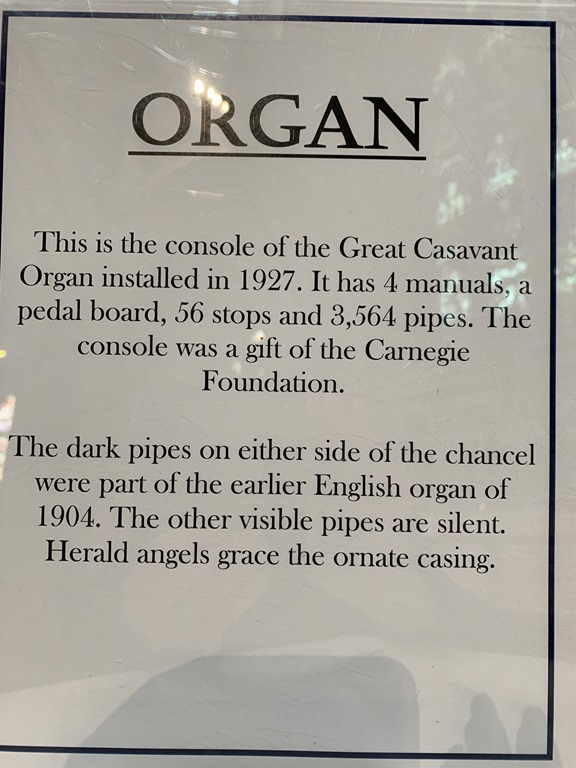 ORGAN
This is the console of the Great Casavant
Organ installed in 1927. It has 4 manuals, a
pedal board, 56 stops and 3,564 pipes. The
console was a gift of the Carnegie
Foundation.
The dark pipes on either side of the chancel
were part of the earlier English organ of
1904. The other visible pipes are silent.
Herald angels grace the ornate casing.